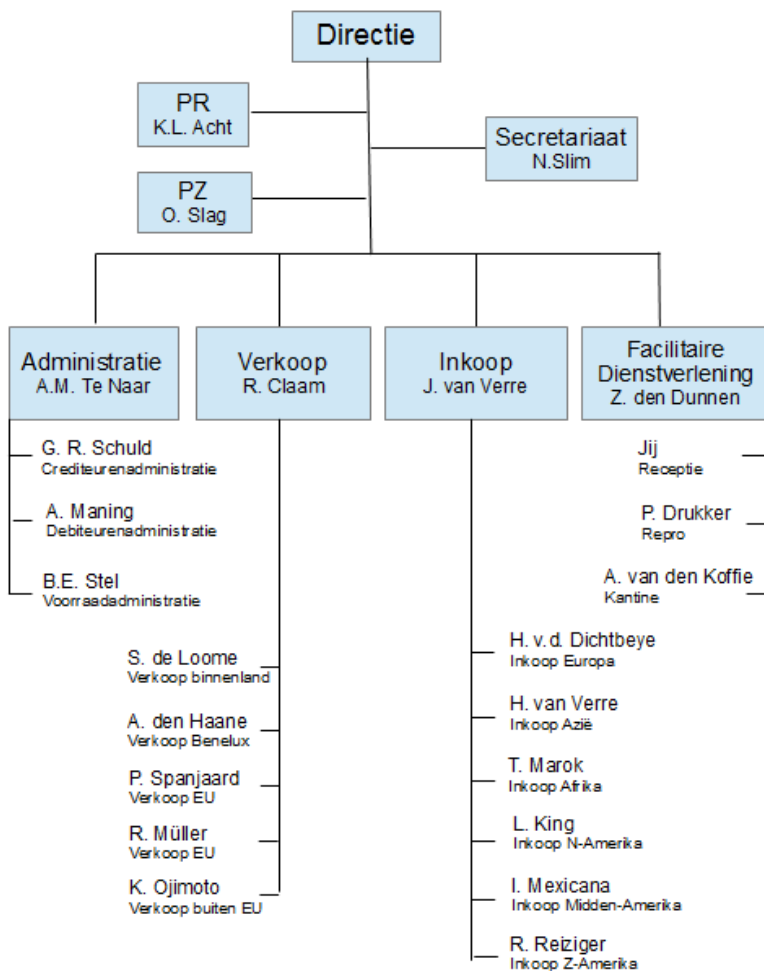 Directie
PR
K.L. Acht
Secretariaat
N.Slim
PZ
O. Slag
Administratie
A.M. Te Naar
Verkoop
R. Claam
Inkoop
J. van Verre
Facilitaire
Dienstverlening
Z. den Dunnen
G. R. Schuld
Crediteurenadministratie
A. Maning
Debiteurenadministratie
B.E. Stel
Voorraadadministratie
S. de Loome
Verkoop binnenland
A. den Haane
Verkoop Benelux
P. Spanjaard
Verkoop EU
R. Müller
Verkoop EU
K. Ojimoto
Verkoop buiten EU
H. v.d. Dichtbeye
Inkoop Europa
H. van Verre
Inkoop Azië
T. Marok
Inkoop Afrika
L. King
Inkoop N-Amerika
I. Mexicana
Inkoop Midden-Amerika
R. Reiziger
Inkoop Z-Amerika
Jij
Receptie
P. Drukker
Repro
A. van den Koffie
Kantine